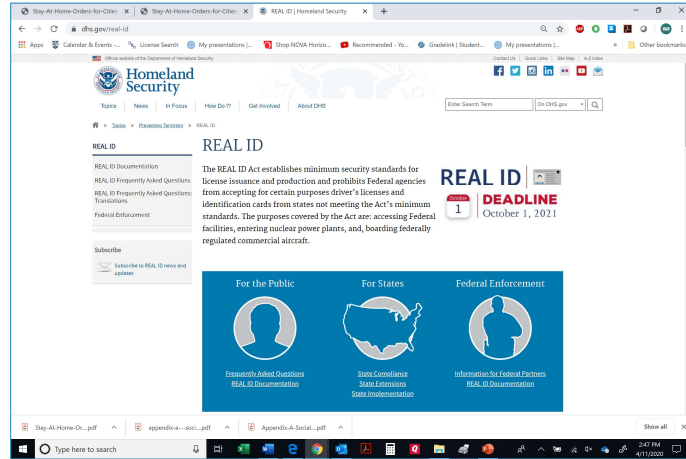 Stay-At-Home-Orders-for-Cities
Stay-At-Home-Orders-for-Cities
REAL ID | Homeland Security
dhs.gov/real-id
Apps
Calendar & Events -...
License Search
My presentations |...
Shop NOVA Horizo...
Recommended - Yo...
Gradelink | Student...
My presentations |...
Other bookmarks
Official website of the Department of Homeland Security
Contact Us
Quick Links
Site Map
A-Z Index
Homeland
Security
Topics
News
In Focus
How Do I?
Get Involved
About DHS
Enter Search Term
On DHS.gov
> Topics > Preventing Terrorism > REAL ID
REAL ID
REAL ID Documentation
REAL ID Frequently Asked Questions
REAL ID Frequently Asked Questions:
Translations
Federal Enforcement
Subscribe
Subscribe to REAL ID news and
updates.
REAL ID
The REAL ID Act establishes minimum security standards for
license issuance and production and prohibits Federal agencies
from accepting for certain purposes driver's licenses and
identification cards from states not meeting the Act's minimum
standards. The purposes covered by the Act are: accessing Federal
facilities, entering nuclear power plants, and, boarding federally
regulated commercial aircraft.
REAL ID
October
1
DEADLINE
October 1, 2021
For the Public
Frequently Asked Questions
REAL ID Documentation
For States
State Compliance
State Extensions
State Implementation
Federal Enforcement
Information for Federal Partners
REAL ID Documentation
Stay-At-Home-Or...pdf
appendix-a---soci...pdf
Appendix-A-Social...pdf
Show all
Type here to search
2:47 PM
4/11/2020